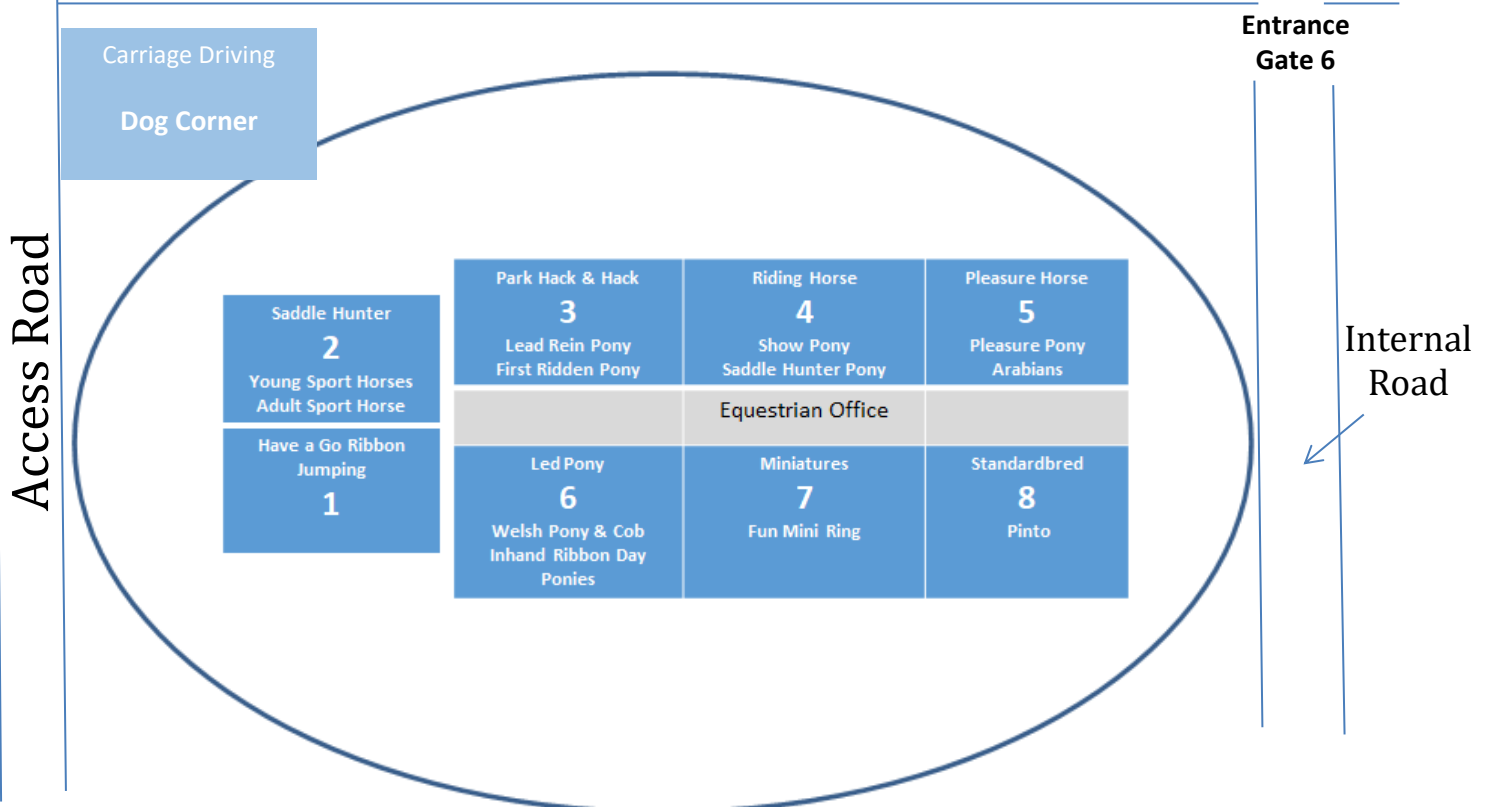 Entrance
Gate 6
Carriage Driving
Dog Corner
Access Road
Saddle Hunter
2
Young Sport Horses
Adult Sport Horse
Have a Go Ribbon
Jumping
1
Park Hack & Hack
3
Lead Rein Pony
First Ridden Pony
Riding Horse
4
Show Pony
Saddle Hunter Pony
Pleasure Horse
5
Pleasure Pony
Arabians
Equestrian Office
Led Pony
6
Welsh Pony & Cob
Inhand Ribbon Day
Ponies
Miniatures
7
Fun Mini Ring
Standardbred
8
Pinto
Internal
Road